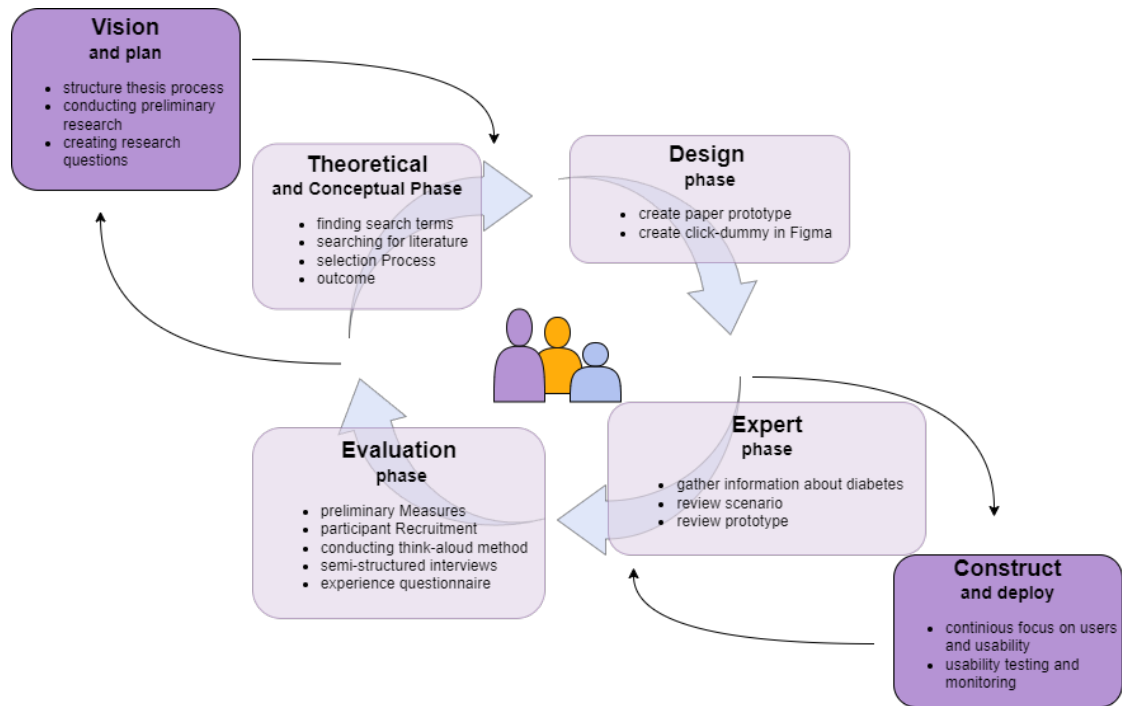 Vision
and plan
• structure thesis process
• conducting preliminary
research
• creating research
questions
Theoretical
and Conceptual Phase
• finding search terms
• searching for literature
• selection Process
• outcome
Design
phase
• create paper prototype
• create click-dummy in Figma
Expert
phase
• gather information about diabetes
• review scenario
• review prototype
Evaluation
phase
• preliminary Measures
• participant Recruitment
• conducting think-aloud method
• semi-structured interviews
• experience questionnaire
Construct
and deploy
• continious focus on users
and usability
• usability testing and
monitoring